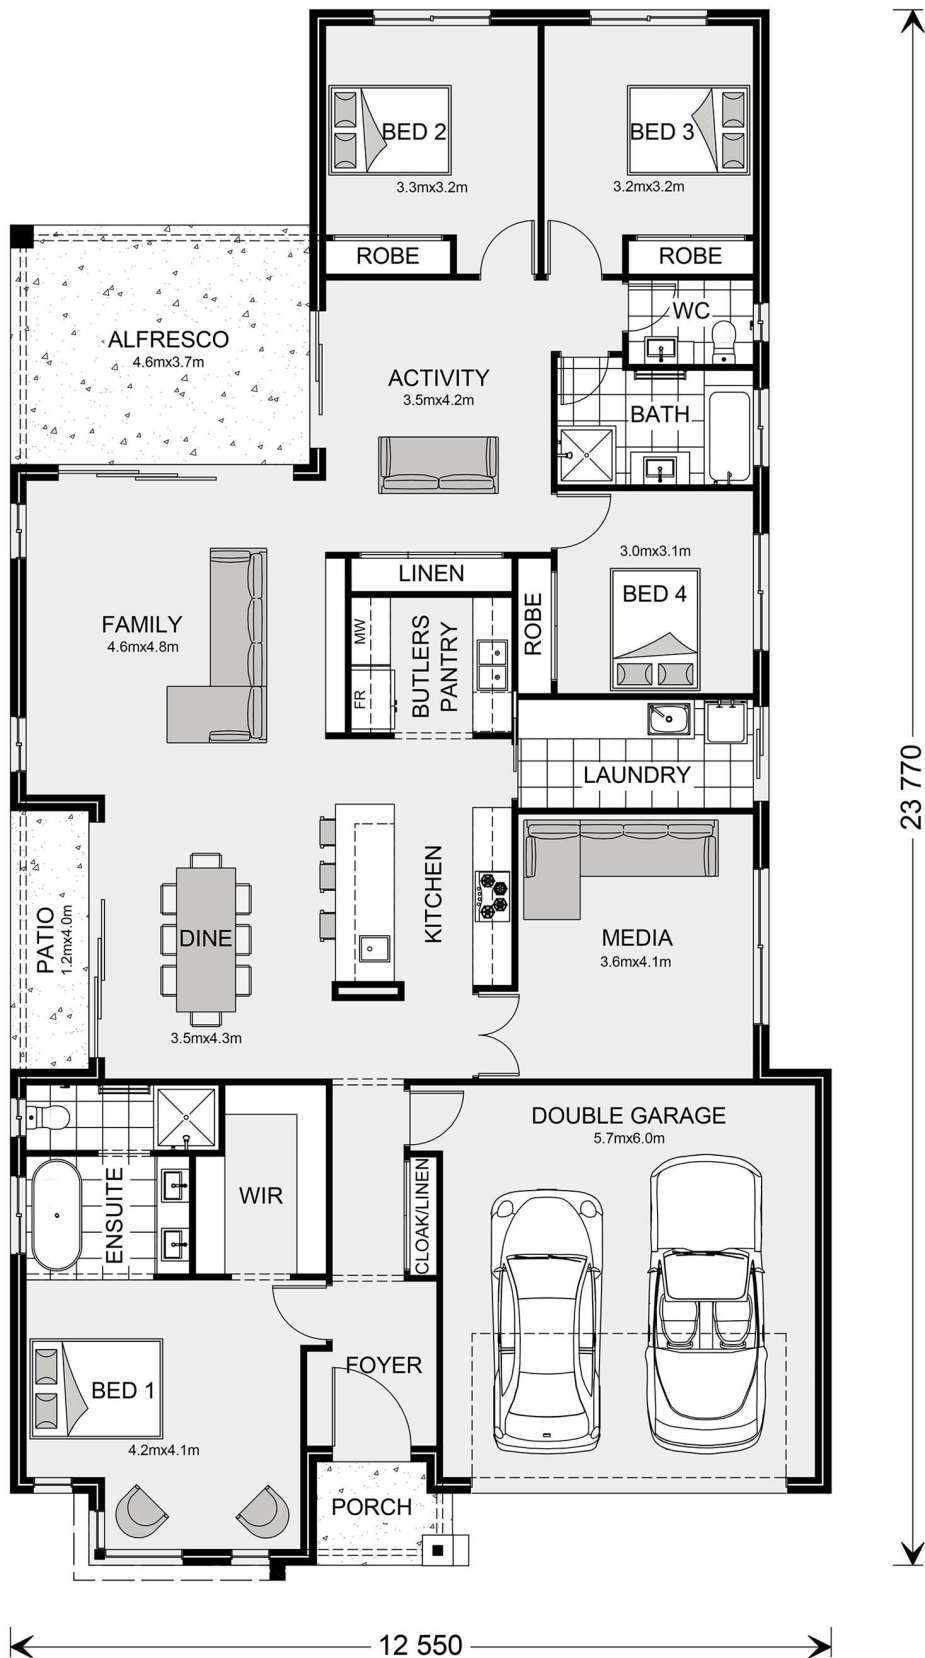 BED 2
3.3mx3.2m
ROBE
BED 3
3.2mx3.2m
ROBE
WC
ALFRESCO
4.6mx3.7m
ACTIVITY
3.5mx4.2m
BATH
3.0mx3.1m
BED 4
ROBE
LINEN
FAMILY
4.6mx4.8m
MW
FR
BUTLERS
PANTRY
LAUNDRY
PATIO
1.2mx4.0m
DINE
3.5mx4.3m
KITCHEN
MEDIA
3.6mx4.1m
DOUBLE GARAGE
5.7mx6.0m
ENSUITE
WIR
CLOAK/LINEN
FOYER
BED 1
4.2mx4.1m
PORCH
23 770
12 550